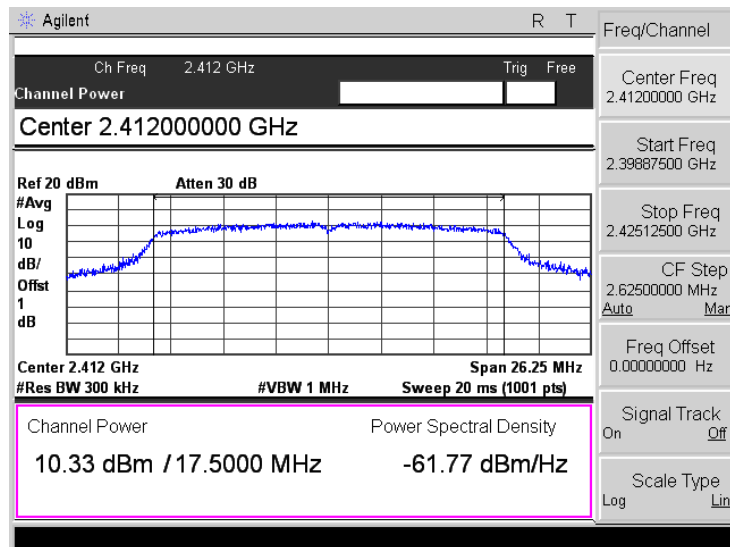 Agilent R T
Ch Freq 2.412 GHz Trig Free
Channel Power
Center 2.412000000 GHz
Ref 20 dBm Atten 30 dB
#Avg
Log
10
dB/
Offst
1
dB
Center 2.412 GHz Span 26.25 MHz
#Res BW 300 kHz #VBW 1 MHz Sweep 20 ms (1001 pts)
Channel Power Power Spectral Density
10.33 dBm / 17.5000 MHz -61.77 dBm/Hz
Freq/Channel
Center Freq
2.41200000 GHz
Start Freq
2.39887500 GHz
Stop Freq
2.42512500 GHz
CF Step
2.62500000 MHz
Auto Man
Freq Offset
0.00000000 Hz
Signal Track
On Off
Scale Type
Log Lin